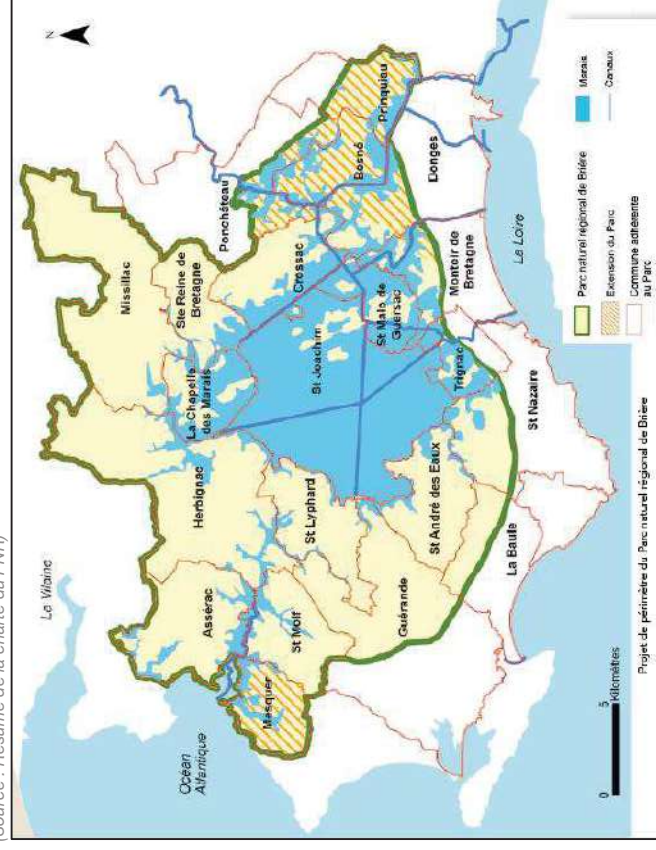 (Source : Résumé de la charte du PNR)
N
La Vilaine
Océan
Atlantique
Missillac
Ste Reine de
Bretagne
Ponchâteau
La Chapelle
des Marais
Herbignac
Crossac
Besné
Prinquiau
Assérac
St Lyphard
St Joachim
St Malo de
Guersac
Donges
Montoir de
Bretagne
La Loire
Mesquer
St Molf
Guérande
St André des Eaux
Trignac
St Nazaire
La Baule
0 5
Kilomètres
Parc naturel régional de Brière
Extension du Parc
Commune adhérente
au Parc
Marais
Canaux
Projet de périmètre du Parc naturel régional de Brière